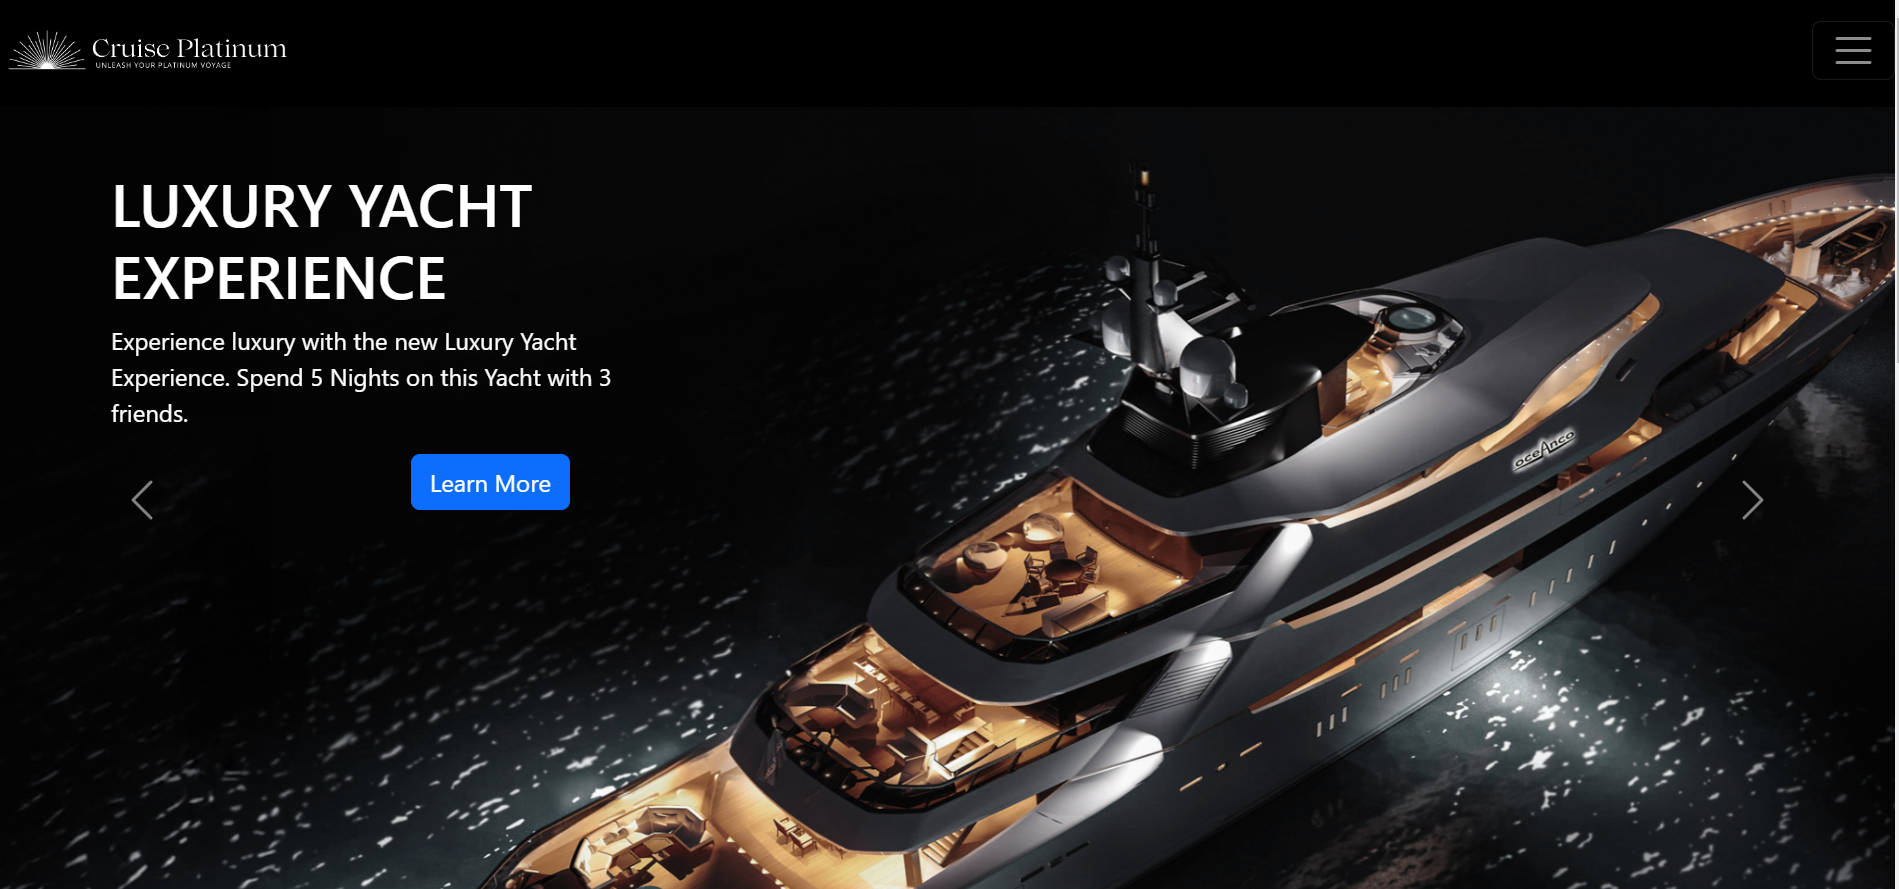 Cruise Platinum
UNLEASH YOUR PLATINUM VOYAGE
LUXURY YACHT
EXPERIENCE
Experience luxury with the new Luxury Yacht
Experience. Spend 5 Nights on this Yacht with 3
friends.
Learn More
oceAnco